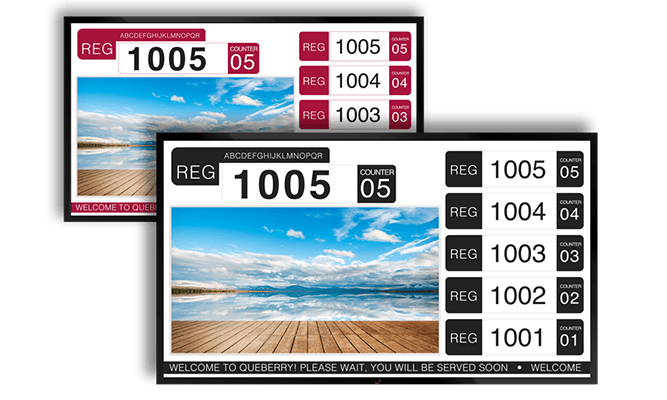 ABCDEFGHIJKLMNOPQR
REG 1005 COUNTER 05
REG 1005 COUNTER 05
REG 1004 COUNTER 04
REG 1003 COUNTER 03
WELCOME TO QUEB
ABCDEFGHIJKLMNOPQR
REG 1005 COUNTER 05
REG 1005 COUNTER 05
REG 1004 COUNTER 04
REG 1003 COUNTER 03
REG 1002 COUNTER 02
REG 1001 COUNTER 01
WELCOME TO QUEBERRY! PLEASE WAIT, YOU WILL BE SERVED SOON • WELCOME